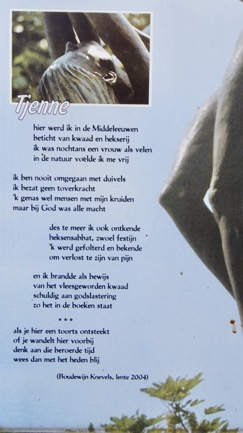 Tjenne
hier werd ik in de Middeleeuwen
beticht van kwaad en hekserij
ik was nochtans een vrouw als velen
in de natuur voelde ik me vrij
ik ben nooit omgegaan met duivels
ik bezat geen toverkracht
'k genas wel mensen met mijn kruiden
maar bij God was alle macht
des te meer ik ook ontkende
heksensabbat, zwoel festijn
'k werd gefolterd en bekende
om verlost te zijn van pijn
en ik brandde als bewijs
van het vleesgeworden kwaad
schuldig aan godslastering
zo het in de boeken staat
***
als je hier een toorts ontsteekt
of je wandelt hier voorbij
denk aan die beroerde tijd
wees dan met het heden blij
(Boudewijn Knevels, lente 2004)